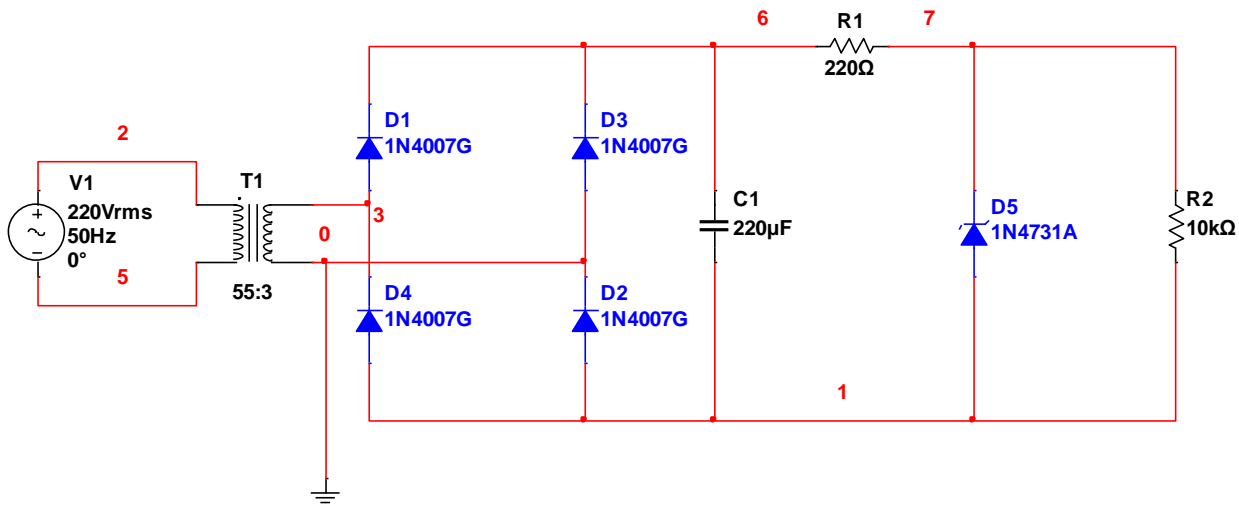 6
R1
7
220Ω
D1
1N4007G
D3
1N4007G
2
V1
220Vrms
50Hz
0°
T1
3
0
C1
220µF
D5
1N4731A
R2
10kΩ
5
55:3
D4
1N4007G
D2
1N4007G
1